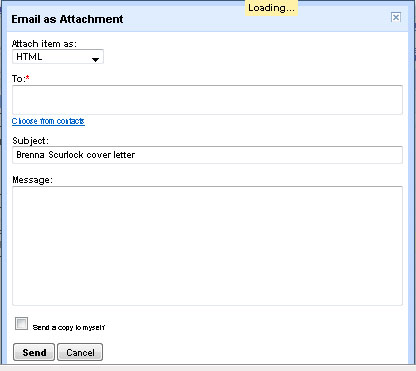 Loading...
Email as Attachment
Attach item as:
HTML
To:*
Choose from contacts
Subject:
Brenna Scurlock cover letter
Message:
Send a copy to myself
Send Cancel